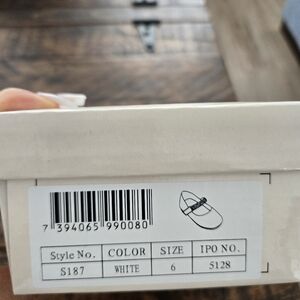 7 394065 990080
Style No. COLOR SIZE IPO NO.
S187 WHITE 6 5128